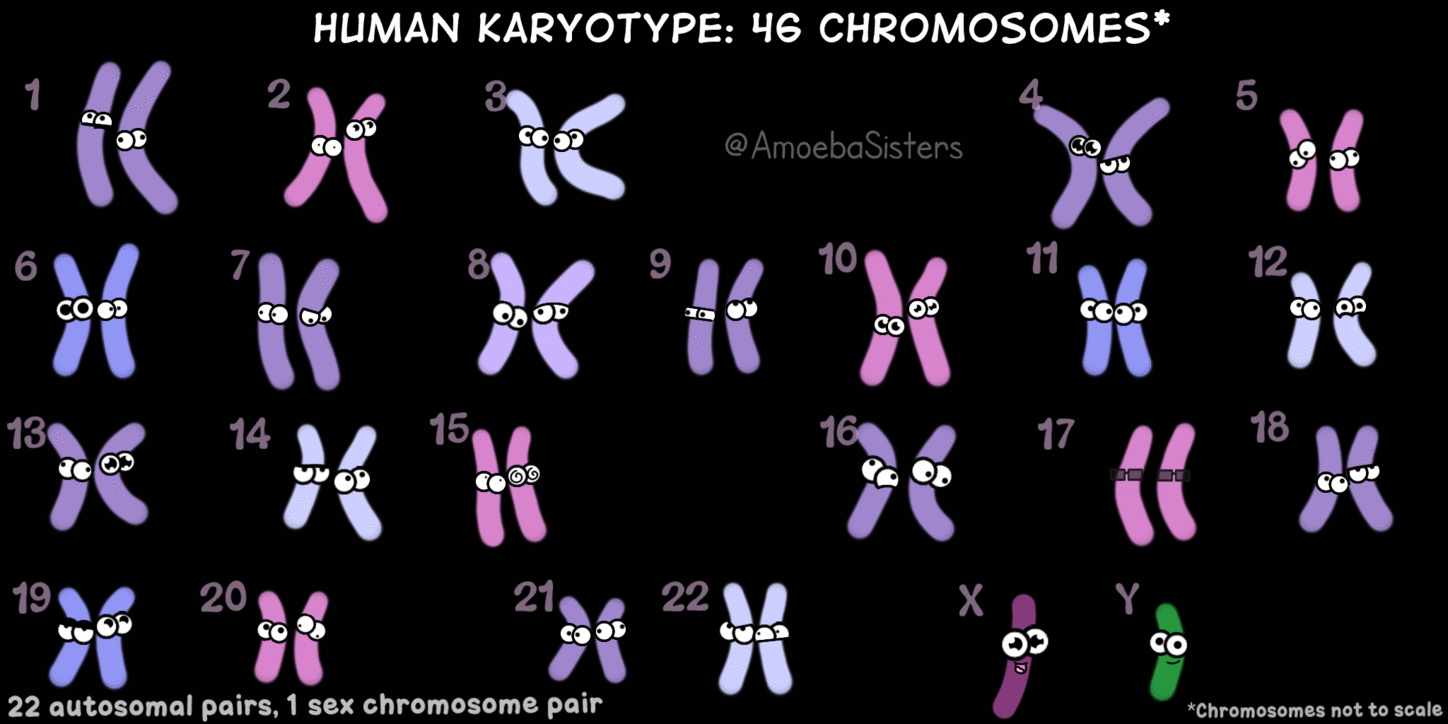 HUMAN KARYOTYPE: 46 CHROMOSOMES*
1 2 3 4 5
@AmoebaSisters
6 7 8 9 10 11 12
13 14 15 16 17 18
19 20 21 22 X Y
22 autosomal pairs, 1 sex chromosome pair
*Chromosomes not to scale